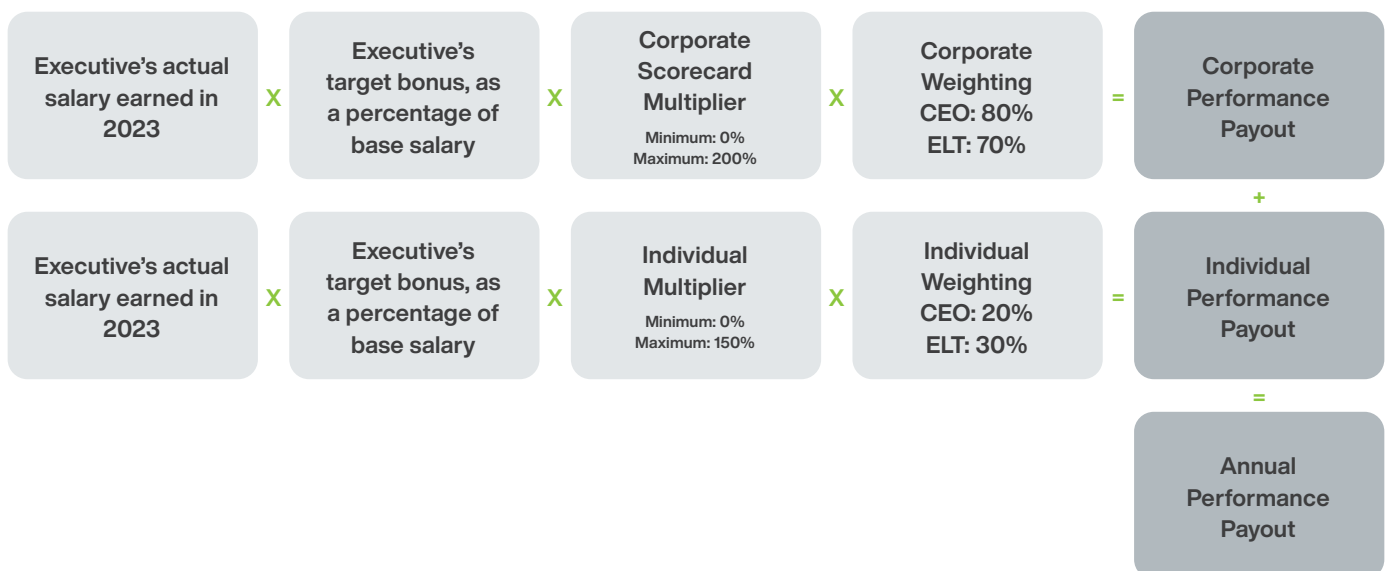 Executive's actual
salary earned in
2023
X
Executive's
target bonus, as
a percentage of
base salary
X
Corporate
Scorecard
Multiplier
Minimum: 0%
Maximum: 200%
X
Corporate
Weighting
CEO: 80%
ELT: 70%
=
Corporate
Performance
Payout
+
Executive's actual
salary earned in
2023
X
Executive's
target bonus, as
a percentage of
base salary
X
Individual
Multiplier
Minimum: 0%
Maximum: 150%
X
Individual
Weighting
CEO: 20%
ELT: 30%
=
Individual
Performance
Payout
=
Annual
Performance
Payout